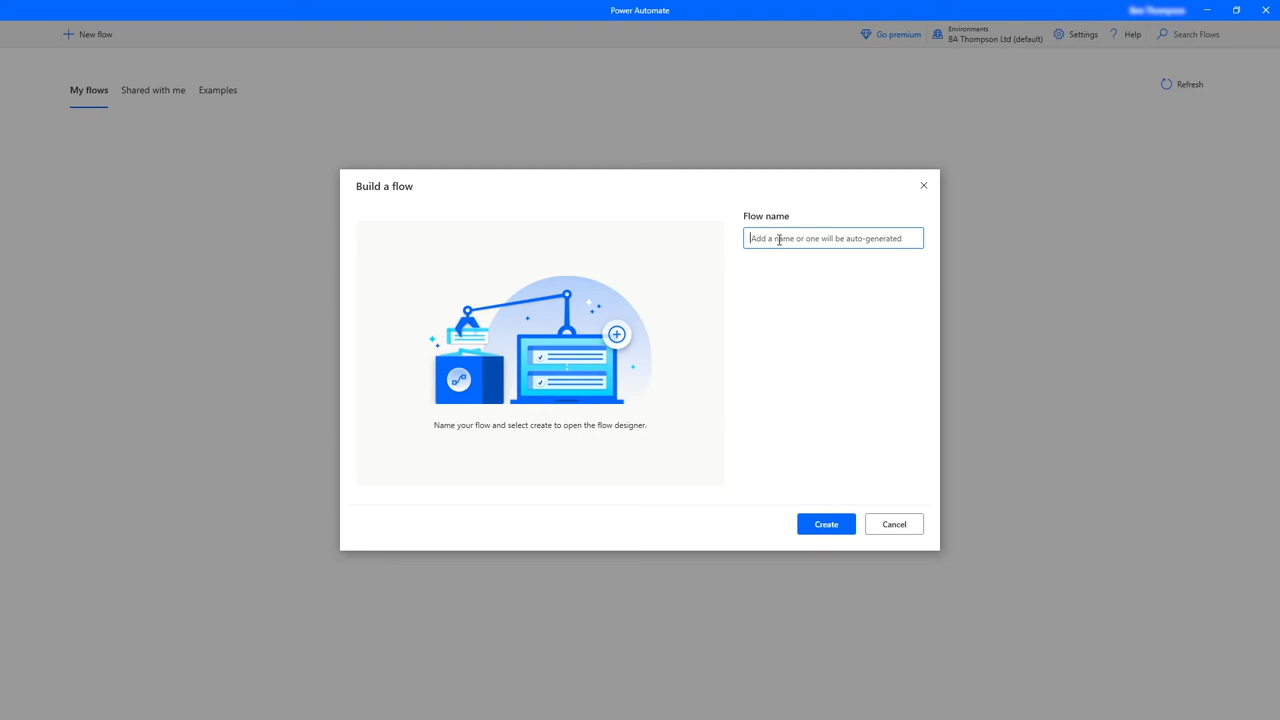 Power Automate
New flow
Go premium
Environments
BA Thompson Ltd (default)
Settings
? Help
Search Flows
My flows
Shared with me
Examples
Refresh
Build a flow
Flow name
Add a name or one will be auto-generated
Name your flow and select create to open the flow designer.
Create
Cancel